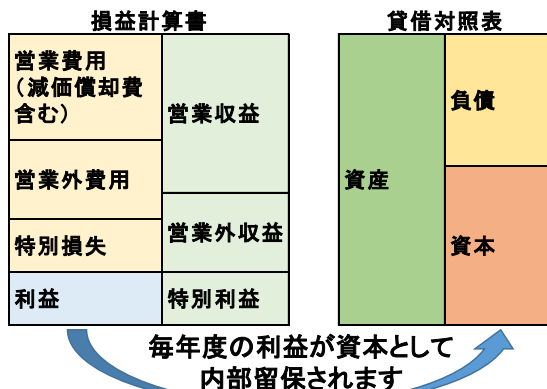 損益計算書
営業費用
（減価償却費
含む）
営業外費用
特別損失
利益
営業収益
営業外収益
特別利益
貸借対照表
資産
負債
資本
毎年度の利益が資本として
内部留保されます